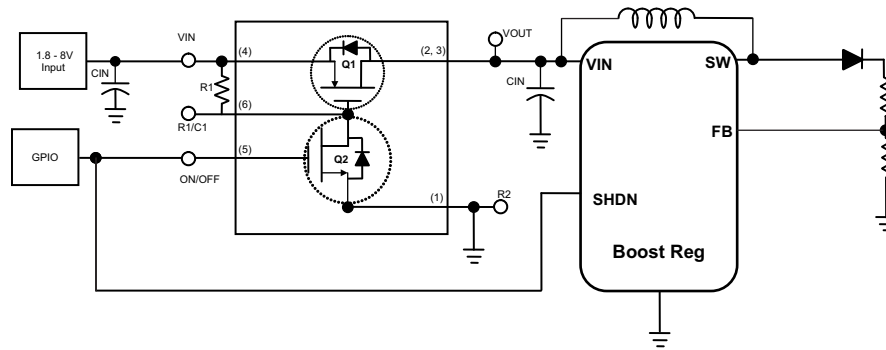 VOUT
1.8 - 8V
Input
CIN
VIN
(4)
Q1
(2, 3)
R1
CIN
VIN
SW
R1/C1
(6)
GPIO
ON/OFF
(5)
Q2
FB
(1)
R2
SHDN
Boost Reg